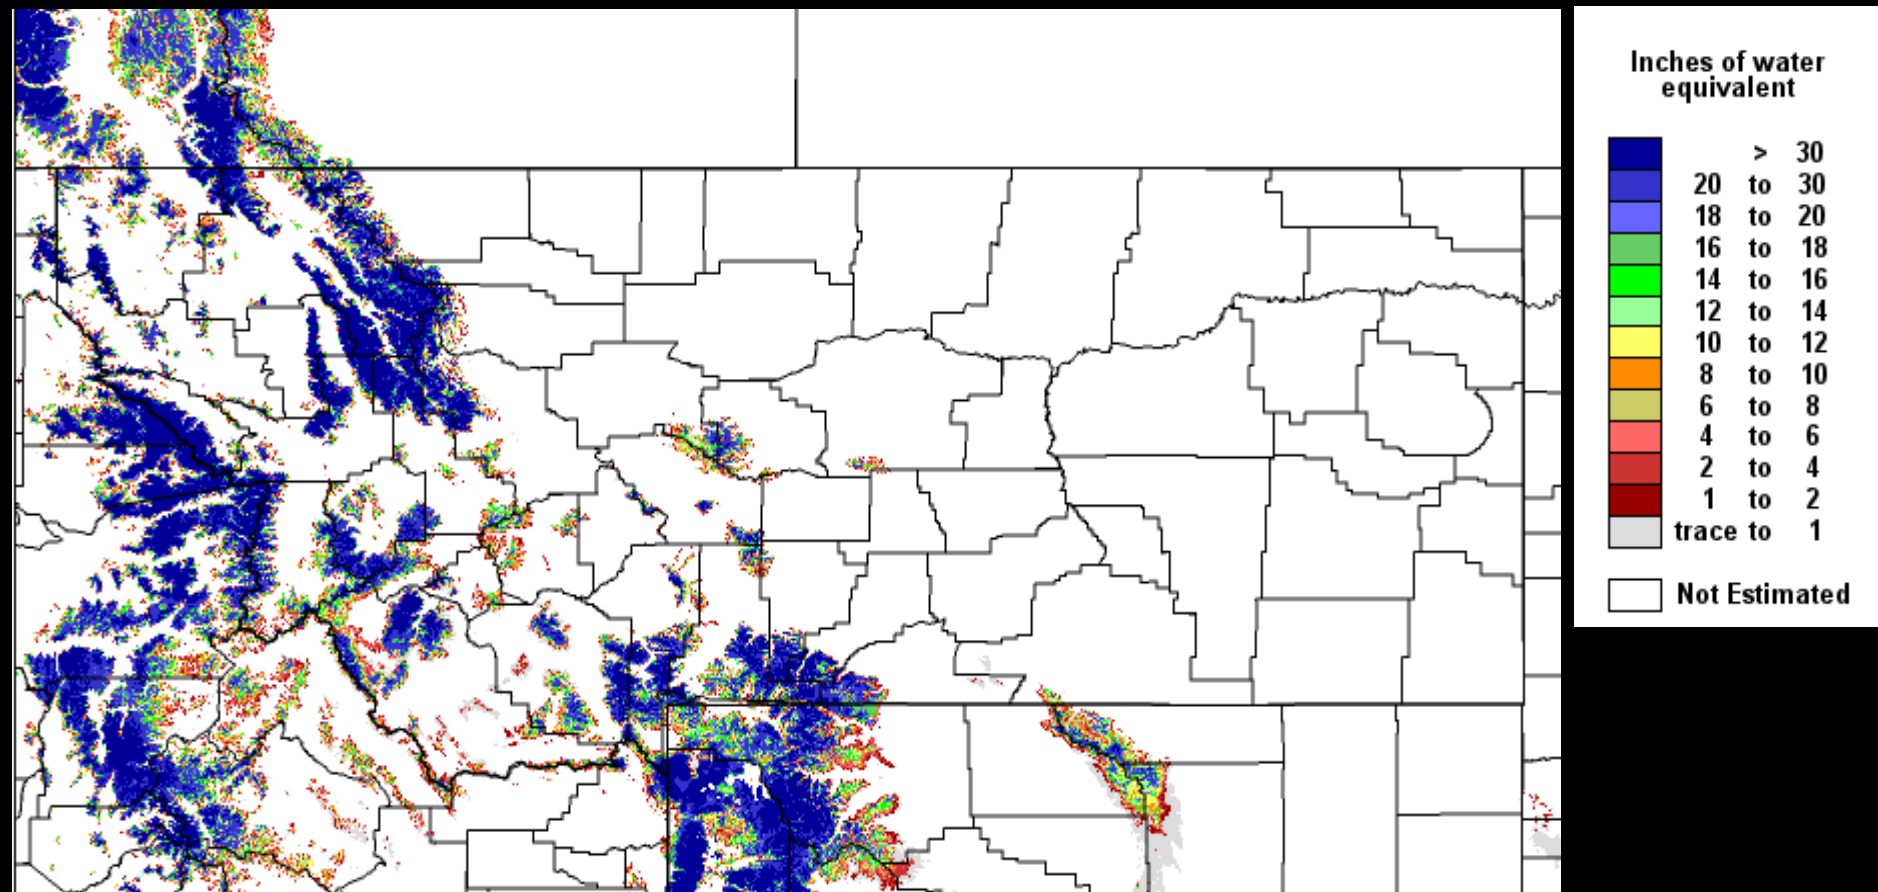 Inches of water
equivalent
> 30
20 to 30
18 to 20
16 to 18
14 to 16
12 to 14
10 to 12
8 to 10
6 to 8
4 to 6
2 to 4
1 to 2
trace to 1
Not Estimated